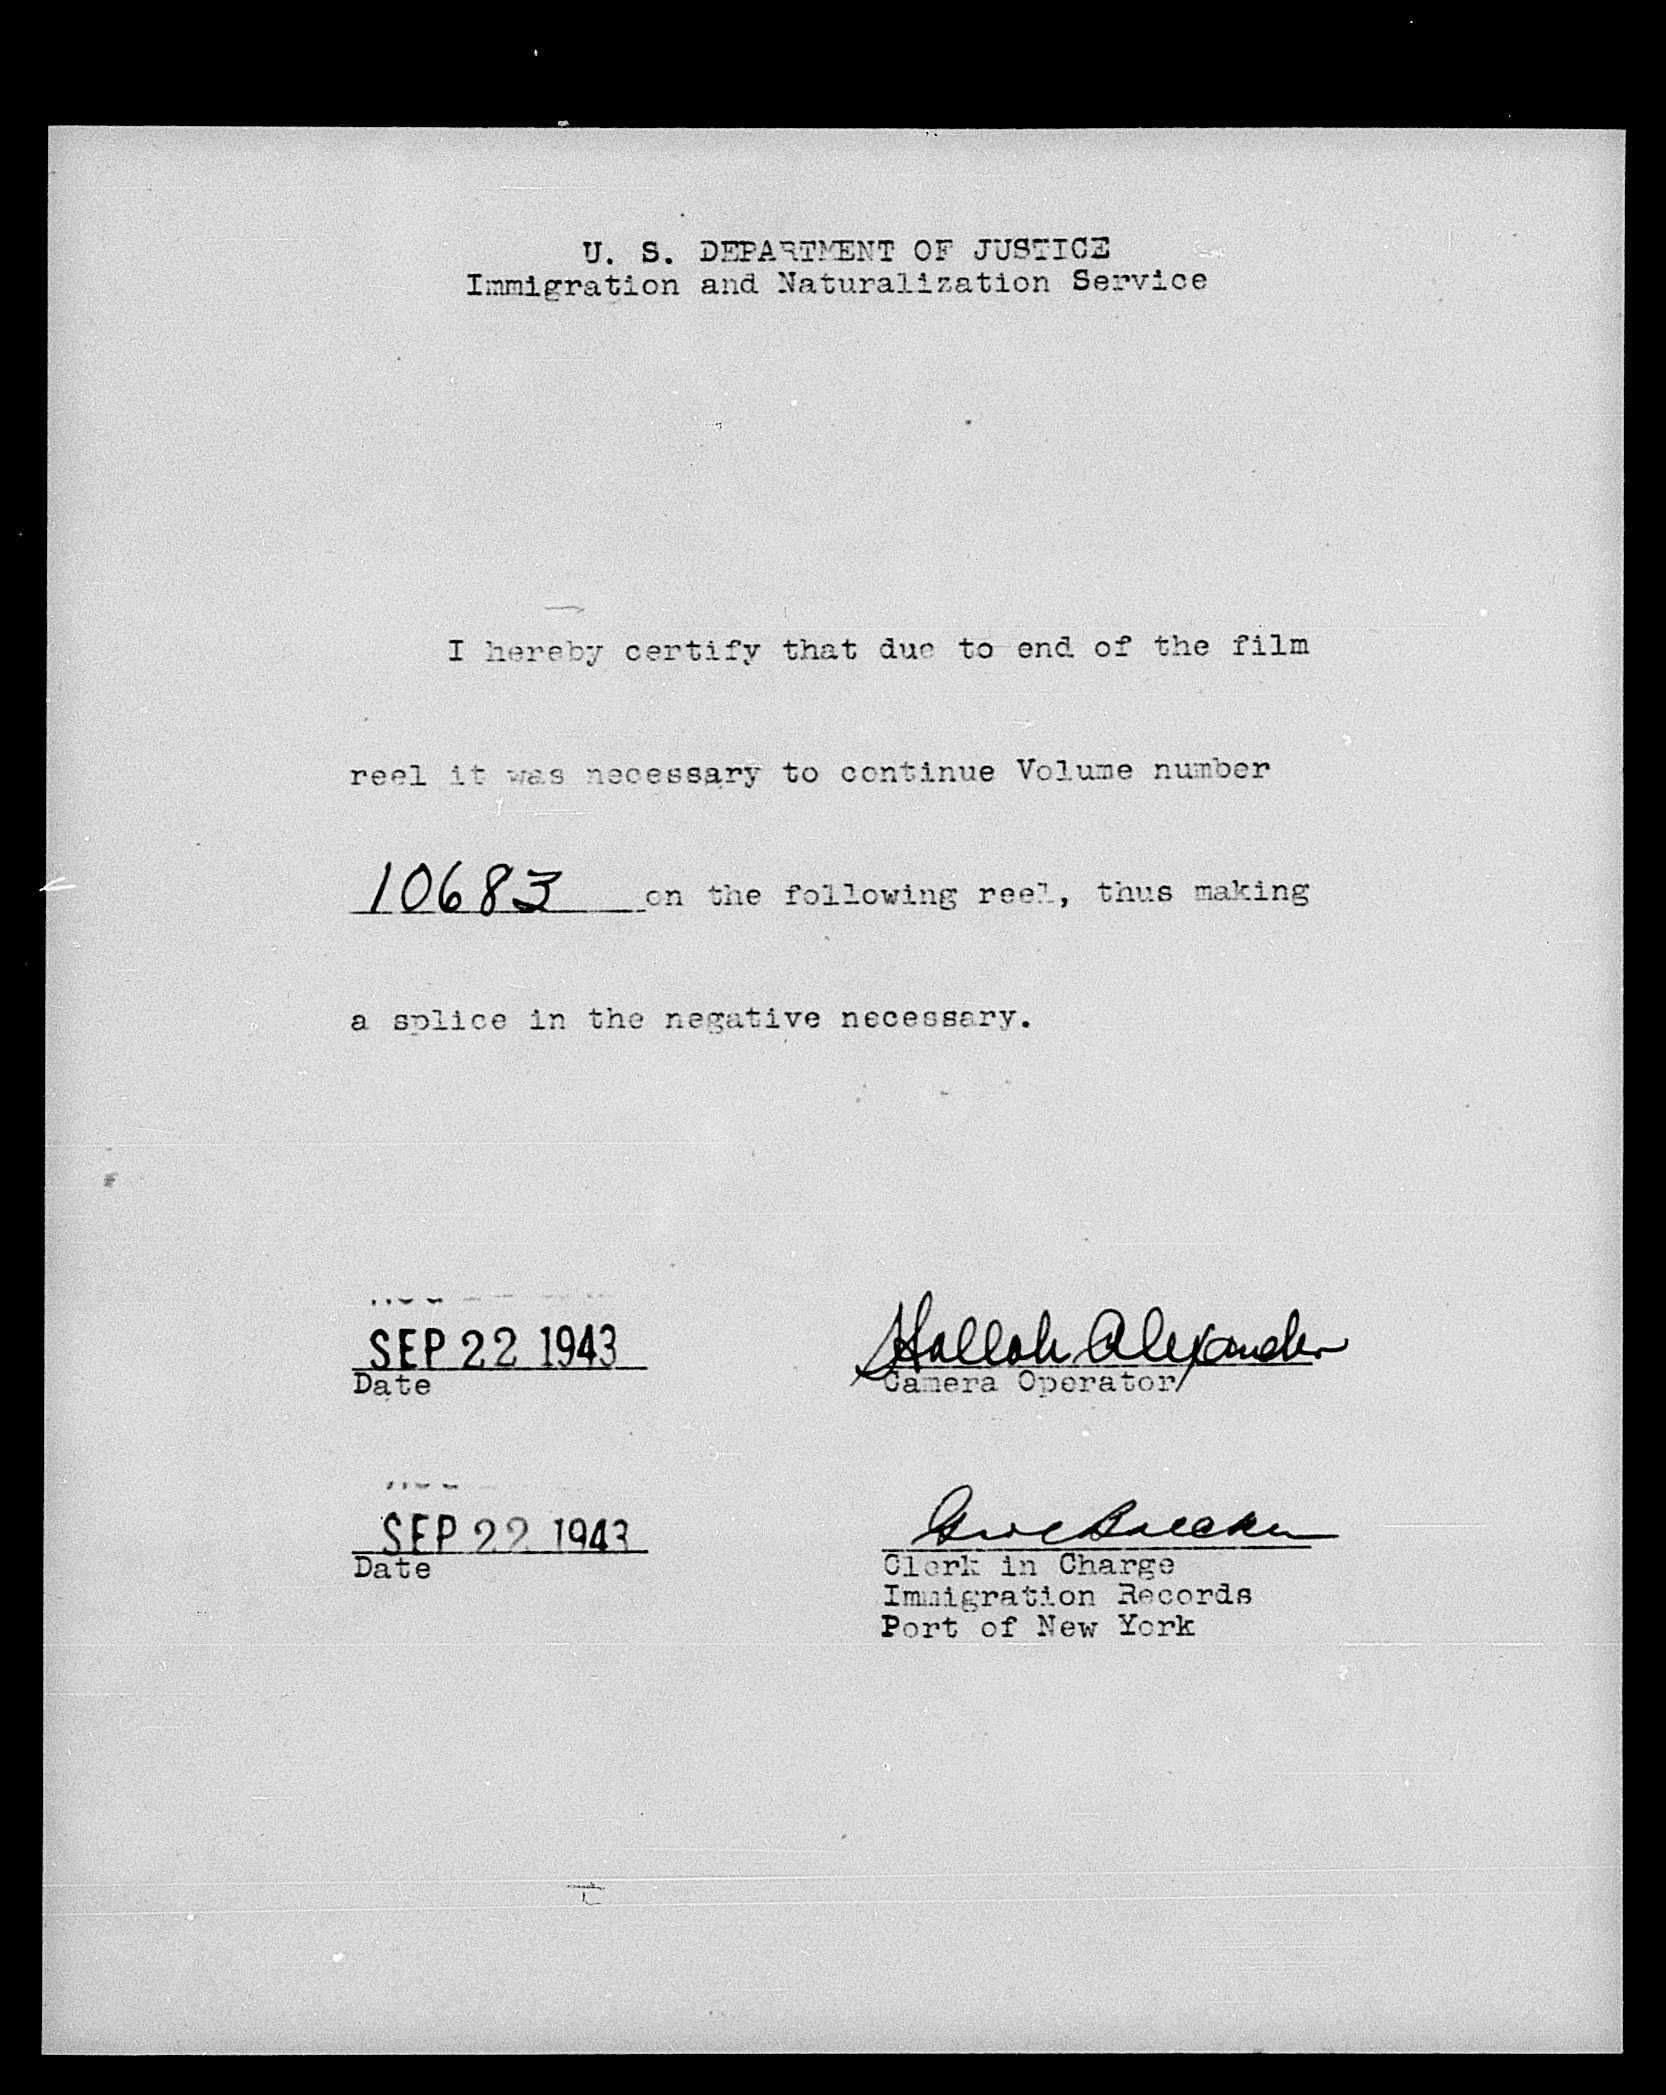 U. S. DEPARTMENT OF JUSTICE
Immigration and Naturalization Service
I hereby certify that due to end of the film
reel it was necessary to continue Volume number
10683 on the following reel, thus making
a splice in the negative necessary.
SEP 22 1943
Date
Hallah Alexander
Camera Operator
SEP 22 1943
Date
Clerk in Charge
Immigration Records
Port of New York